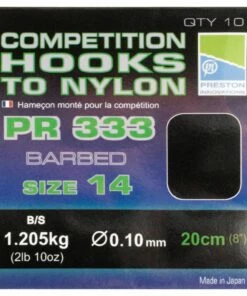 COMPETITION
HOOKS
TO NYLON
QTY 10
PRESTON
INNOVATIONS
Hameçon monté pour la compétition
PR 333
BARBED
SIZE 14
B/S
1.205kg
(2lb 10oz)
Ø0.10mm
20cm (8")
Made in Japan